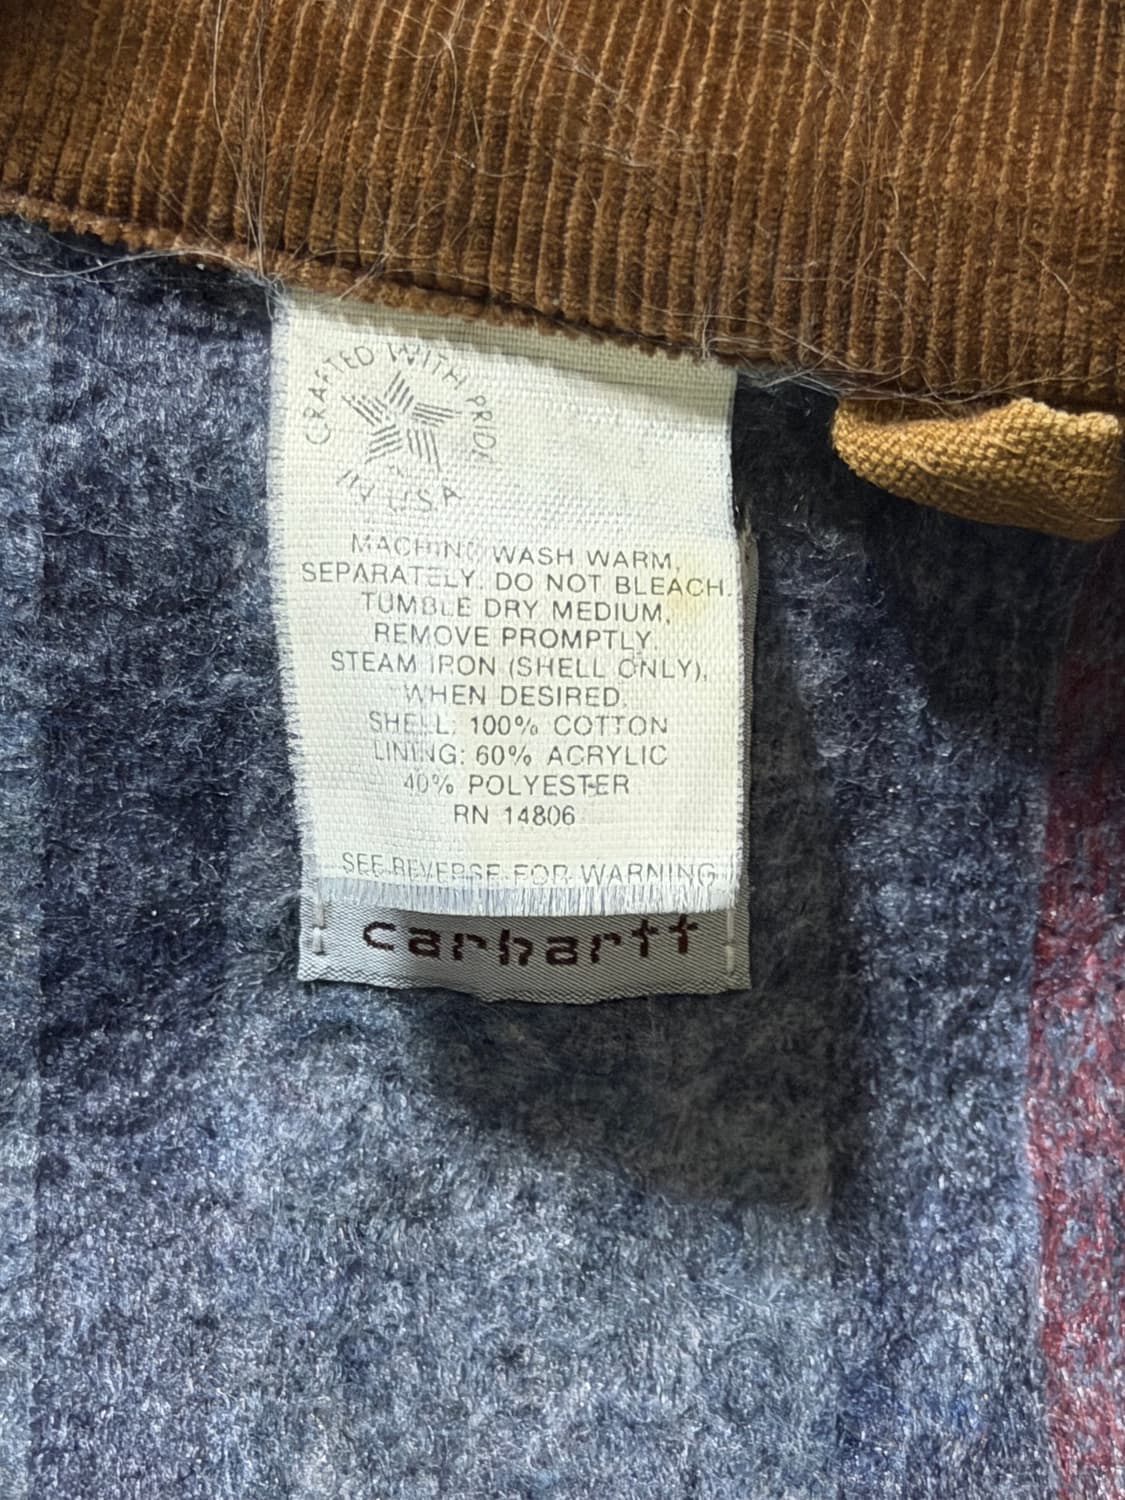 CRAFTED WITH PRIDE
IN U.S.A.
MACHINE WASH WARM,
SEPARATELY. DO NOT BLEACH.
TUMBLE DRY MEDIUM,
REMOVE PROMPTLY.
STEAM IRON (SHELL ONLY),
WHEN DESIRED.
SHELL: 100% COTTON
LINING: 60% ACRYLIC
40% POLYESTER
RN 14806
SEE REVERSE FOR WARNING
carhartt